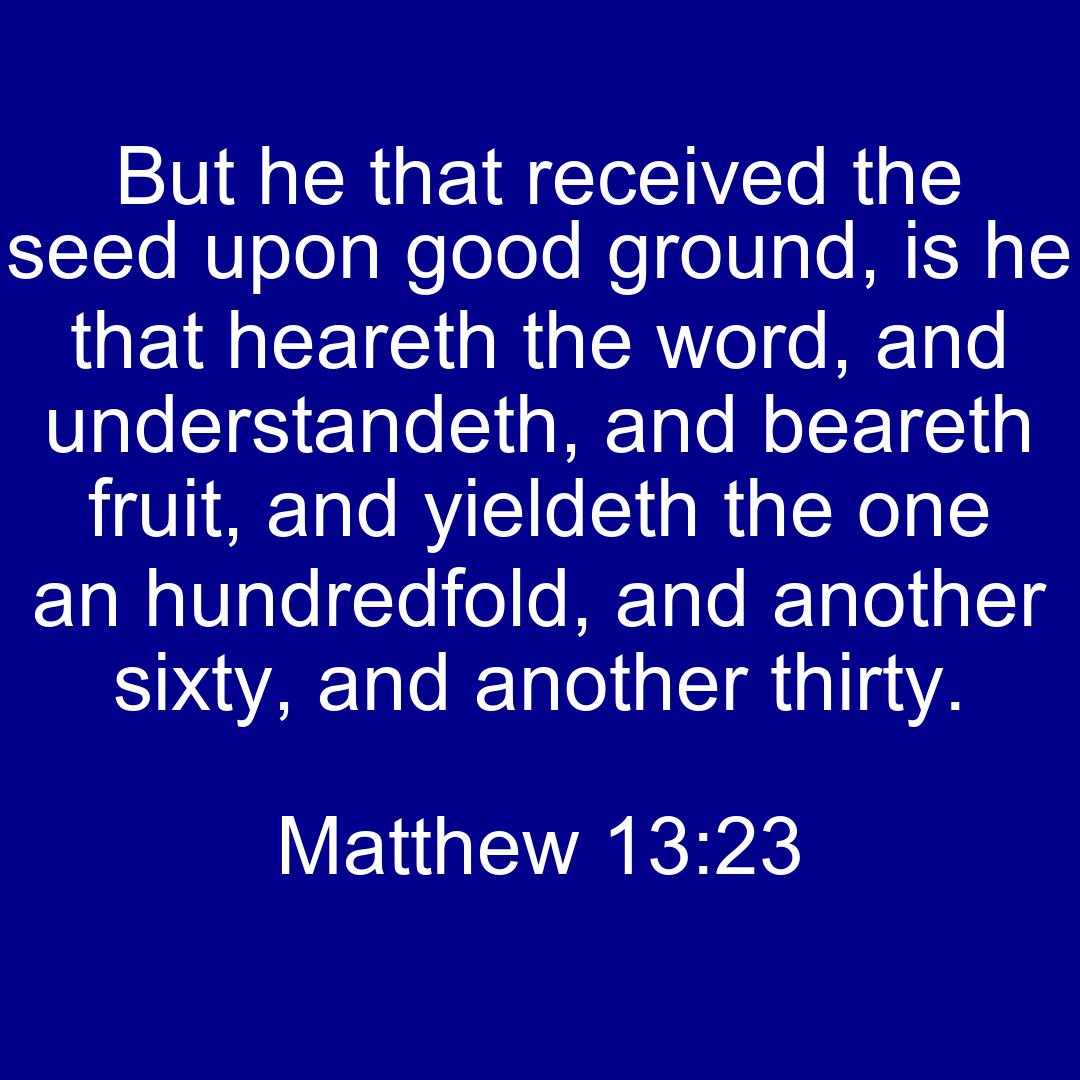 But he that received the
seed upon good ground, is he
that heareth the word, and
understandeth, and beareth
fruit, and yieldeth the one
an hundredfold, and another
sixty, and another thirty.
Matthew 13:23